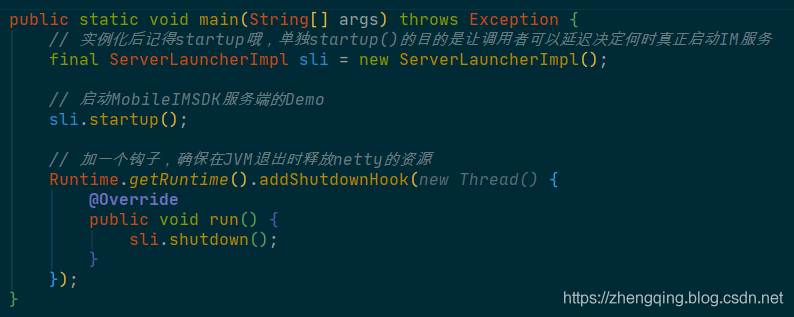 public static void main(String[] args) throws Exception {
// 实例化后记得startup哦，单独startup()的目的是让调用者可以延迟决定何时真正启动IM服务
final ServerLauncherImpl sli = new ServerLauncherImpl();
// 启动MobileIMSDK服务端的Demo
sli.startup();
// 加一个钩子，确保在JVM退出时释放netty的资源
Runtime.getRuntime().addShutdownHook(new Thread() {
@Override
public void run() {
sli.shutdown();
}
});
}
https://zhengqing.blog.csdn.net